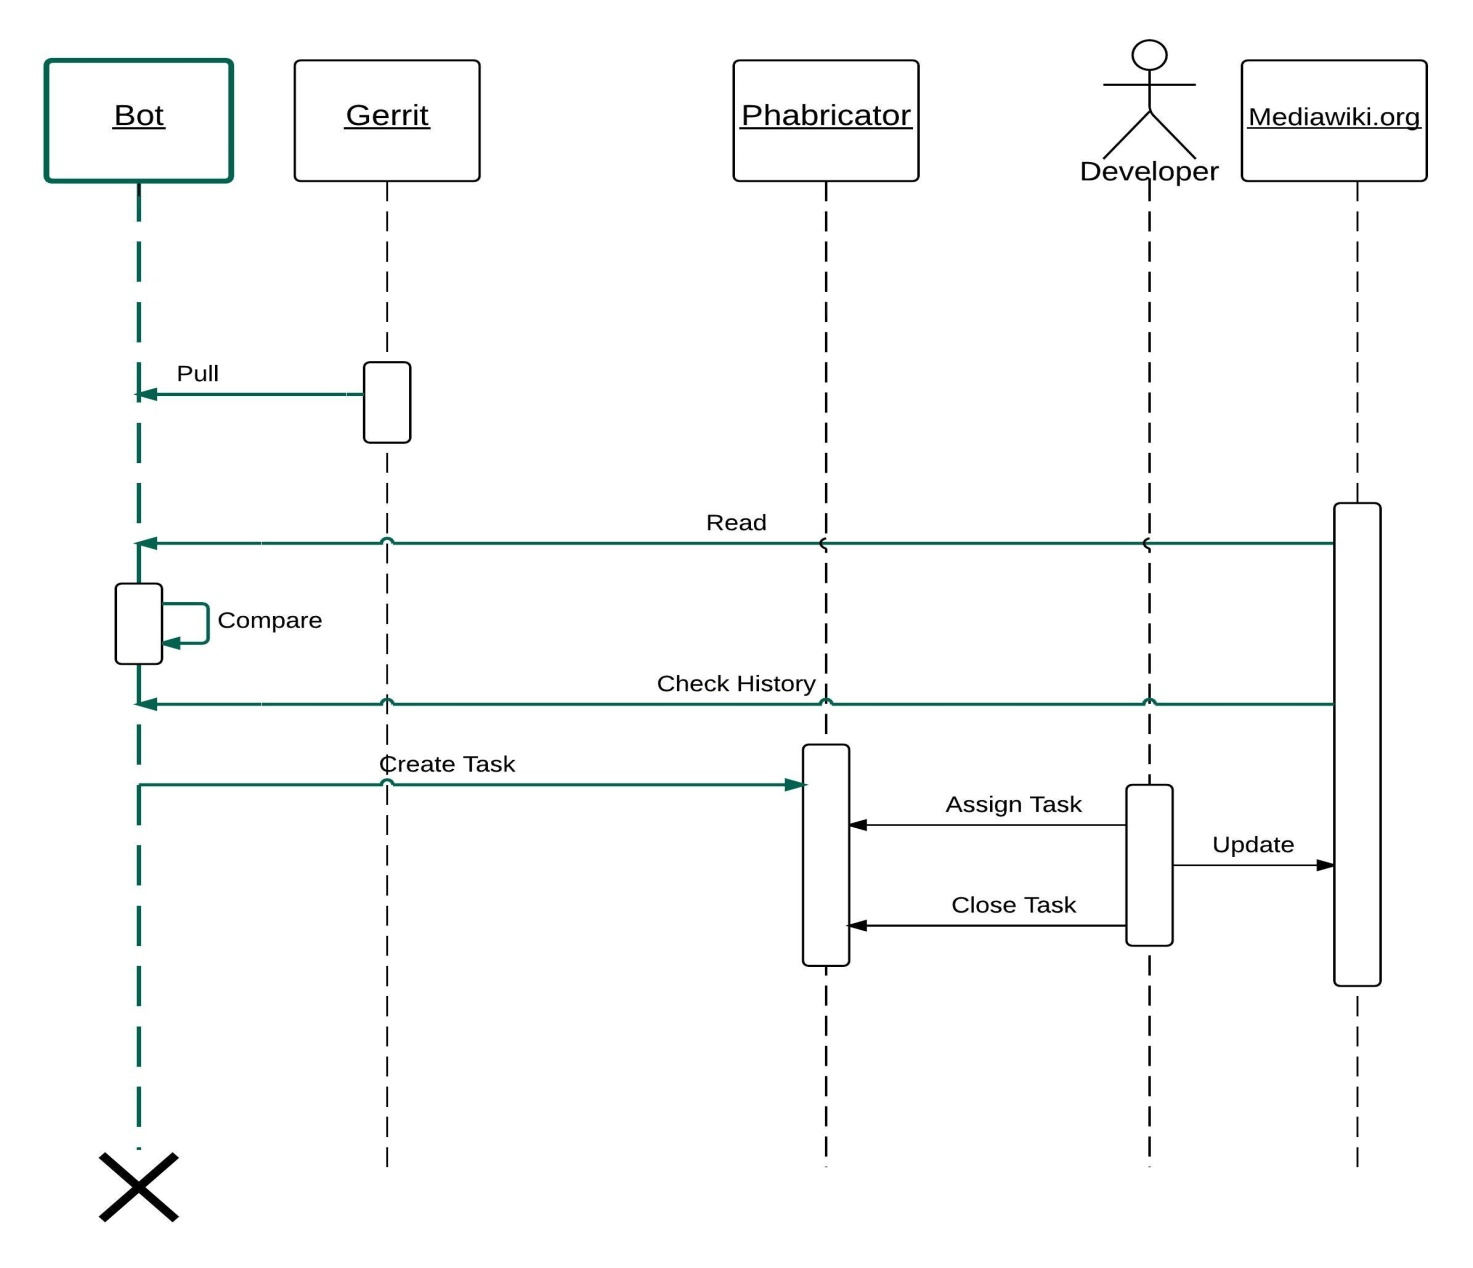 Bot
Gerrit
Phabricator
Developer
Mediawiki.org
Pull
Read
Compare
Check History
Create Task
Assign Task
Update
Close Task